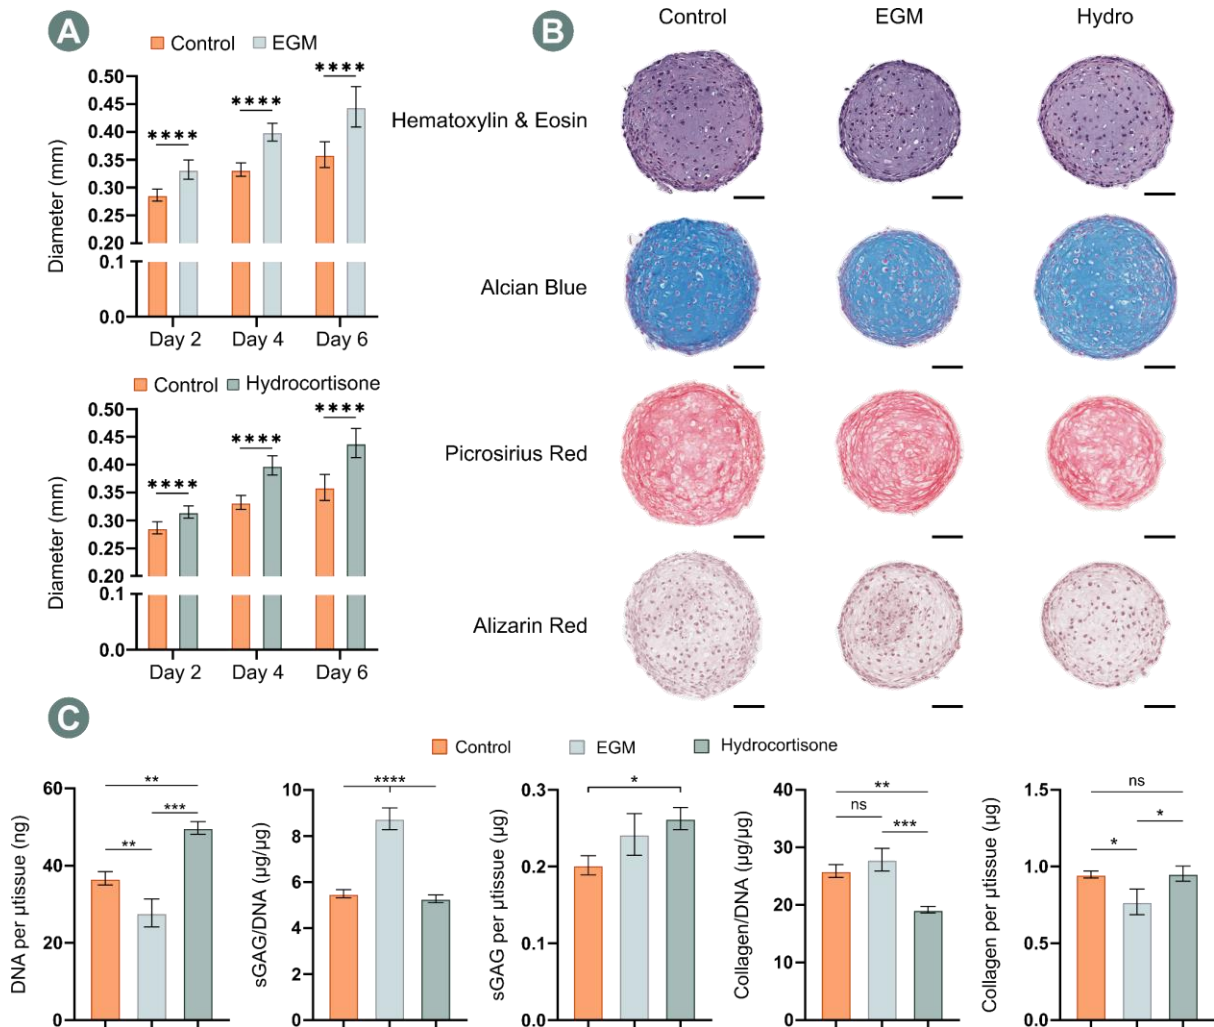 A
Control EGM
Diameter (mm)
0.50
0.45
0.40
0.35
0.30
0.25
0.20
0.1
0.0
****
****
****
Day 2 Day 4 Day 6
Control Hydrocortisone
Diameter (mm)
0.50
0.45
0.40
0.35
0.30
0.25
0.20
0.1
0.0
****
****
****
Day 2 Day 4 Day 6
B
Control EGM Hydro
Hematoxylin & Eosin
Alcian Blue
Picrosirius Red
Alizarin Red
C
Control EGM Hydrocortisone
DNA per μtissue (ng)
60
40
20
0
**
***
**
sGAG/DNA (μg/μg)
10
8
6
4
2
0
****
sGAG per μtissue (μg)
0.3
0.2
0.1
0.0
*
Collagen/DNA (μg/μg)
40
30
20
10
0
**
ns
***
Collagen per μtissue (μg)
1.5
1.0
0.5
0.0
ns
*
*